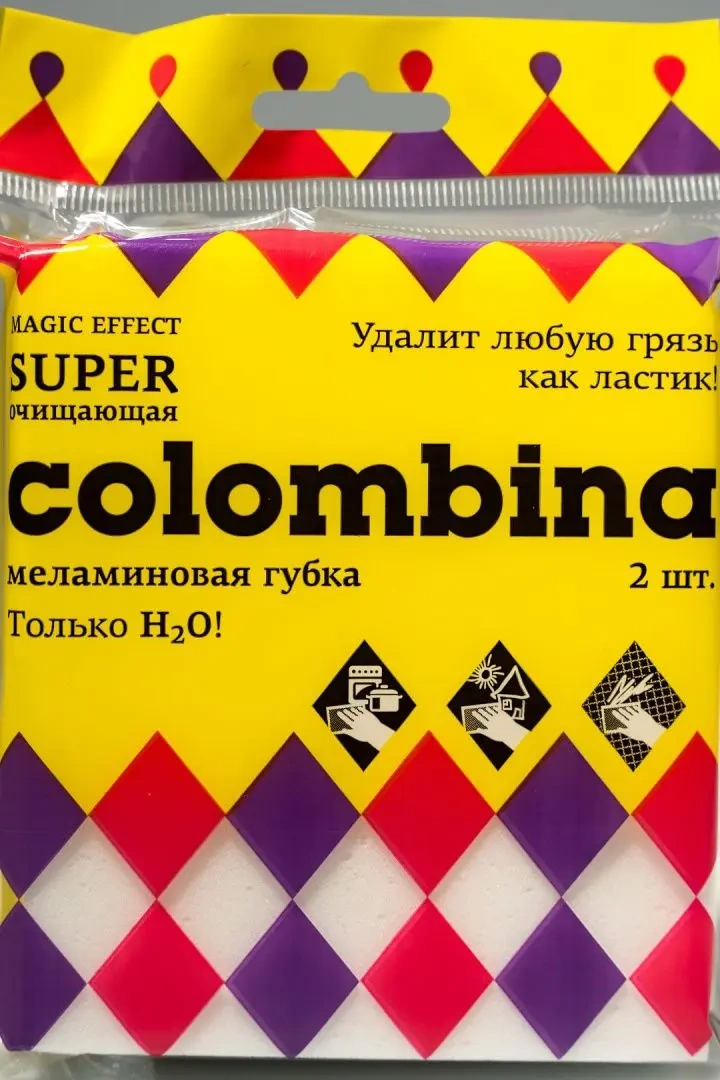 MAGIC EFFECT
SUPER
очищающая
Удалит любую грязь
как ластик!
colombina
меламиновая губка
2 шт.
Только H₂O!